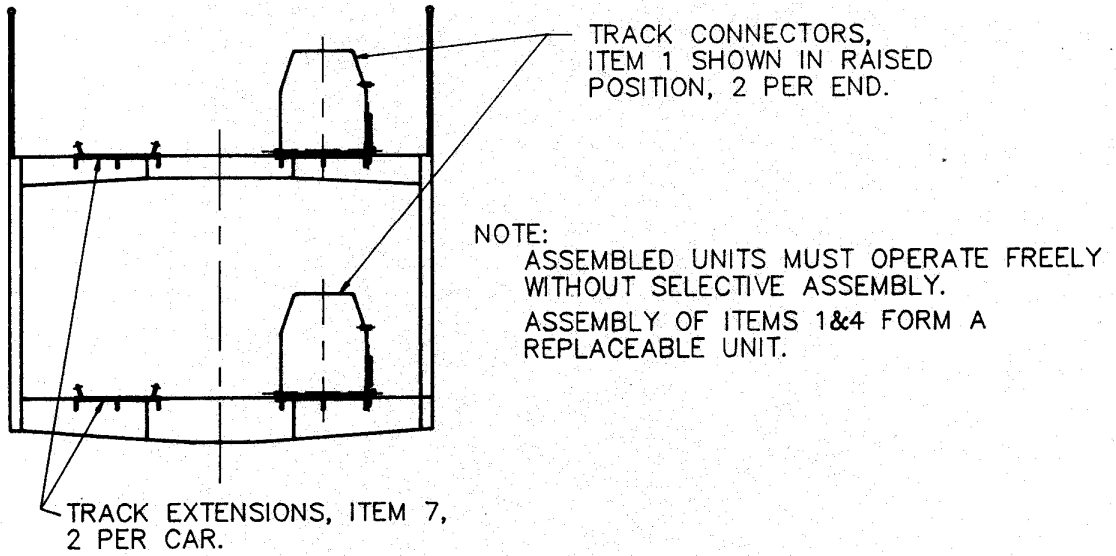 TRACK CONNECTORS,
ITEM 1 SHOWN IN RAISED
POSITION, 2 PER END.
NOTE:
ASSEMBLED UNITS MUST OPERATE FREELY
WITHOUT SELECTIVE ASSEMBLY.
ASSEMBLY OF ITEMS 1&4 FORM A
REPLACEABLE UNIT.
TRACK EXTENSIONS, ITEM 7,
2 PER CAR.